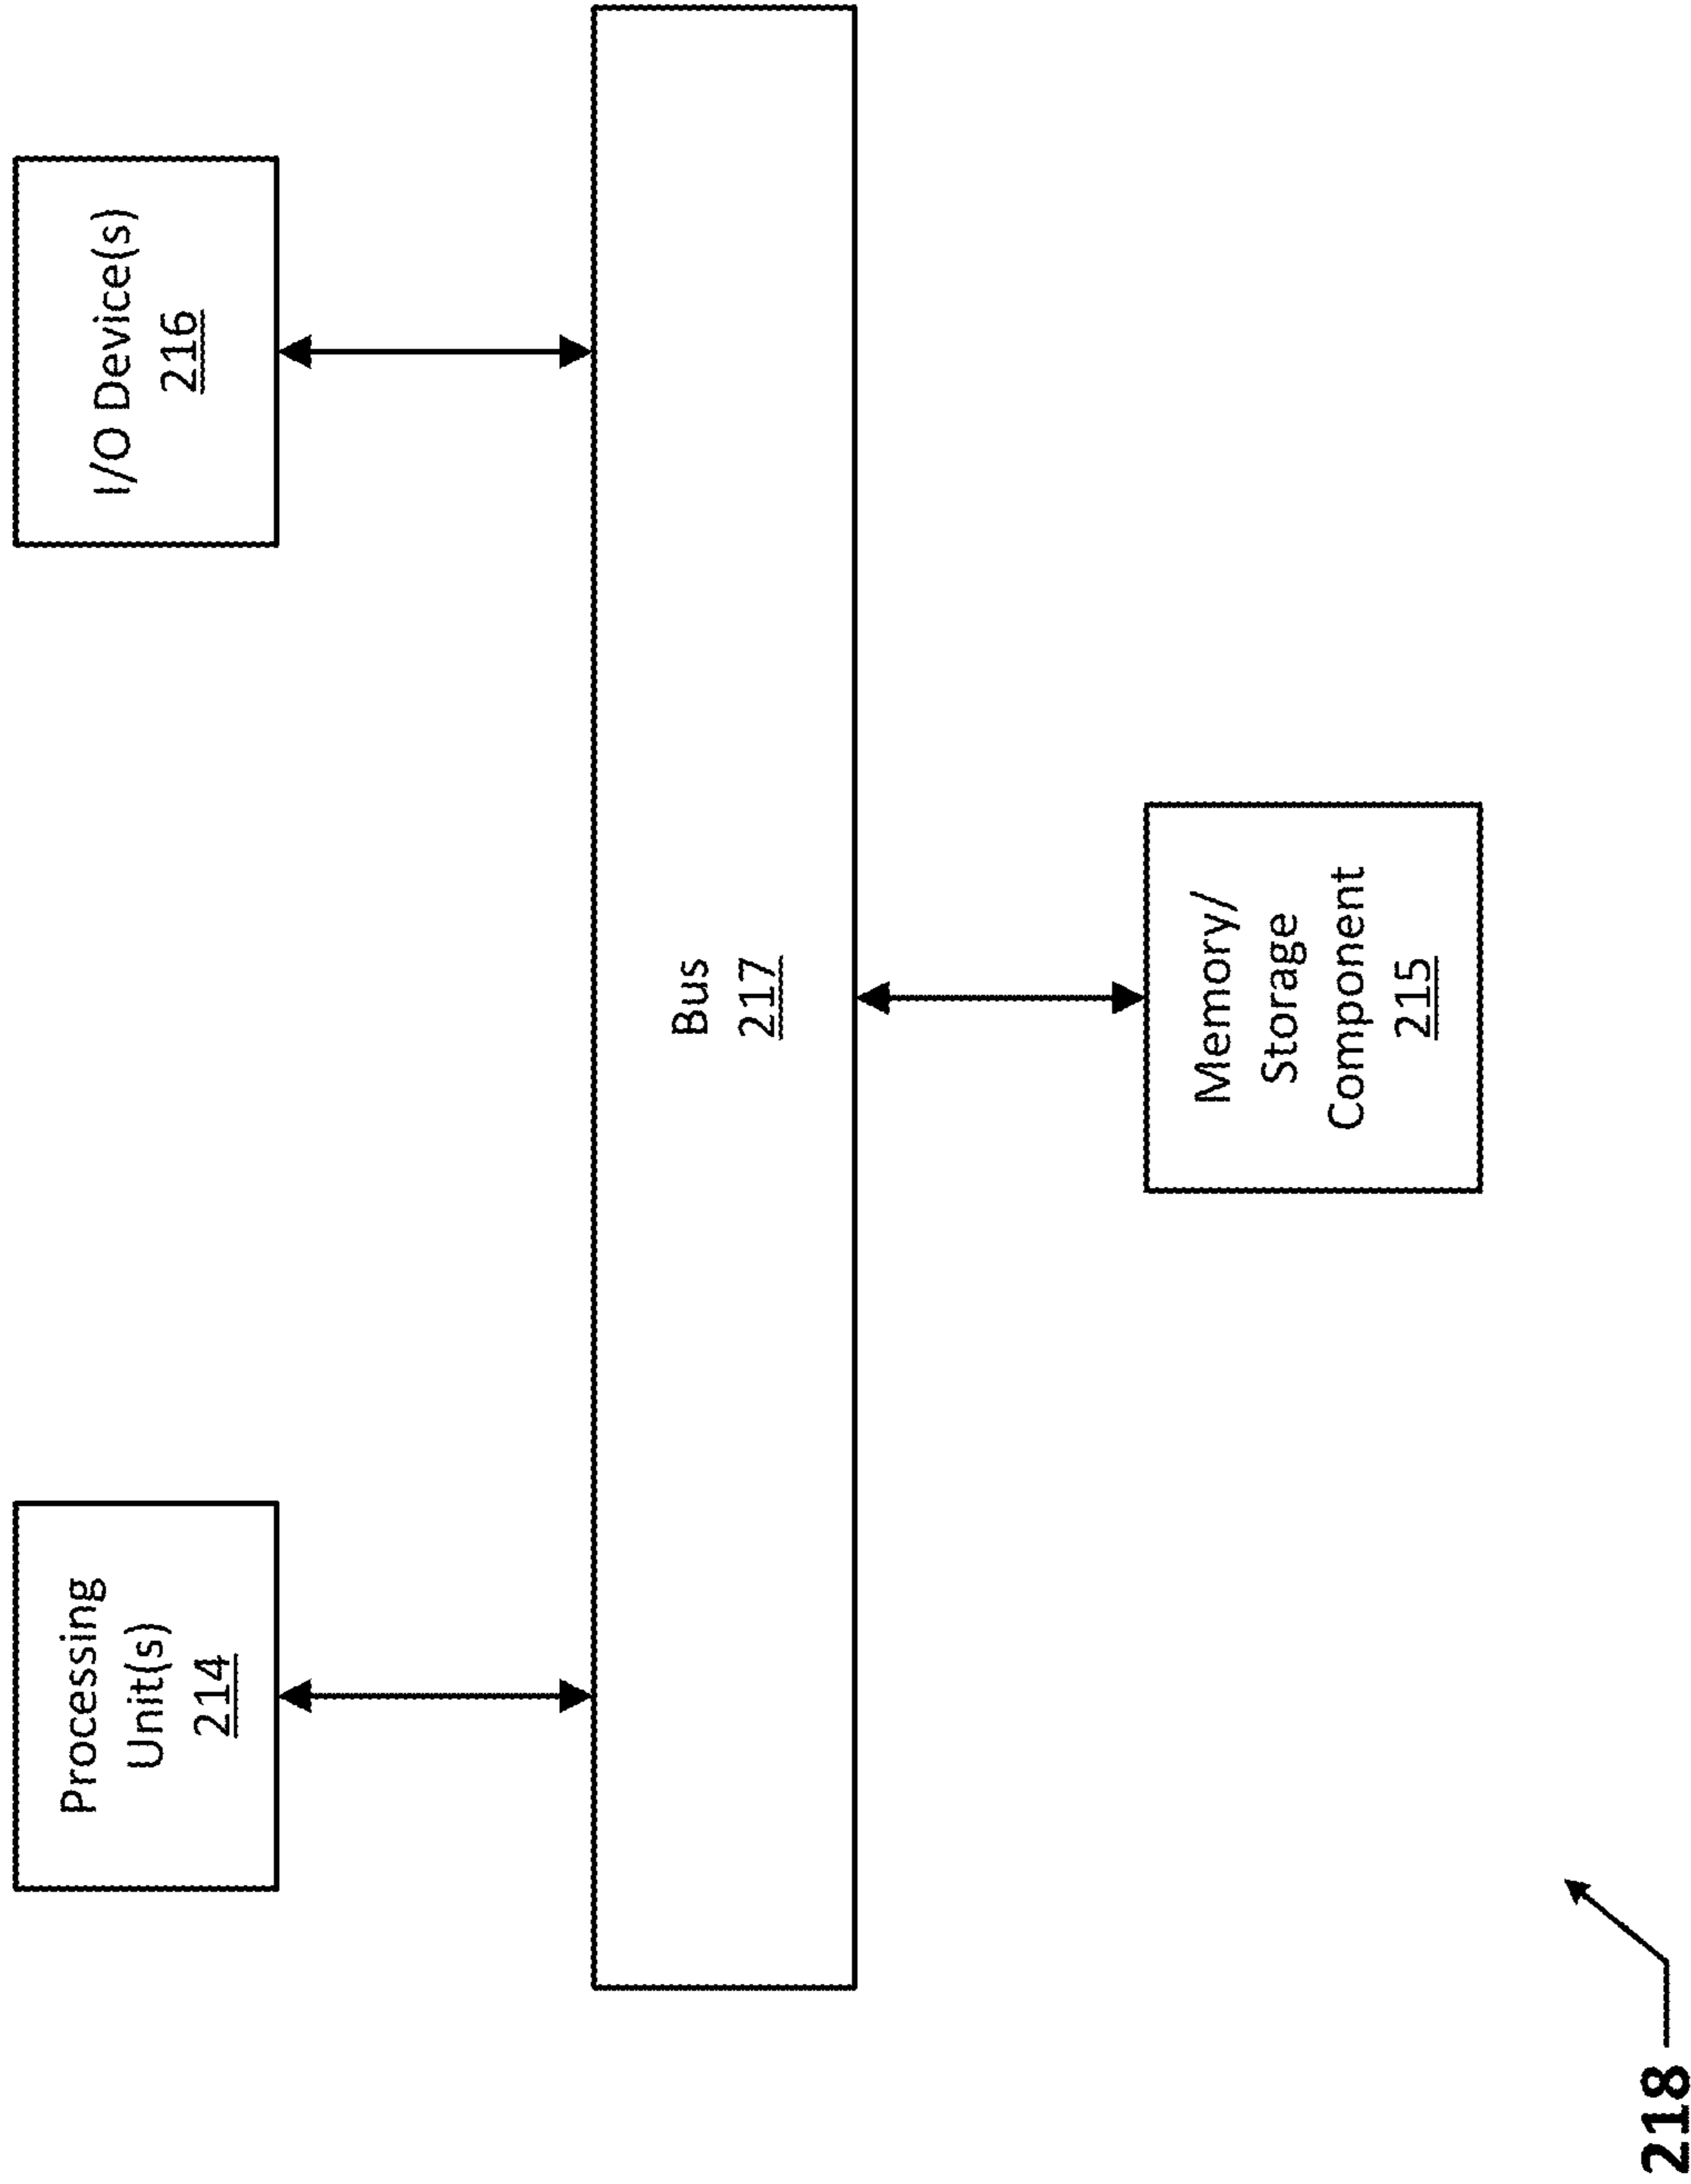 Processing
Unit(s)
214
I/O Device(s)
216
Bus
217
Memory/
Storage
Component
215
218